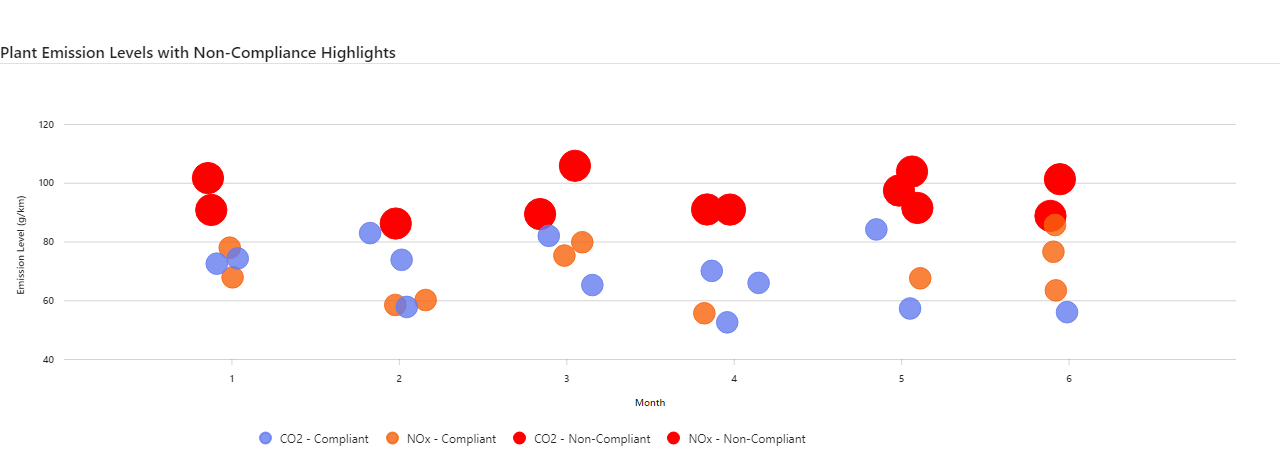 Plant Emission Levels with Non-Compliance Highlights
120
100
80
60
40
Emission Level (g/km)
1 2 3 4 5 6
Month
CO2 - Compliant NOx - Compliant CO2 - Non-Compliant NOx - Non-Compliant